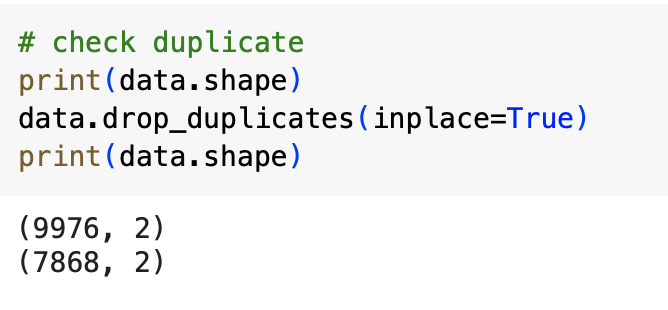 # check duplicate
print(data.shape)
data.drop_duplicates(inplace=True)
print(data.shape)
(9976, 2)
(7868, 2)